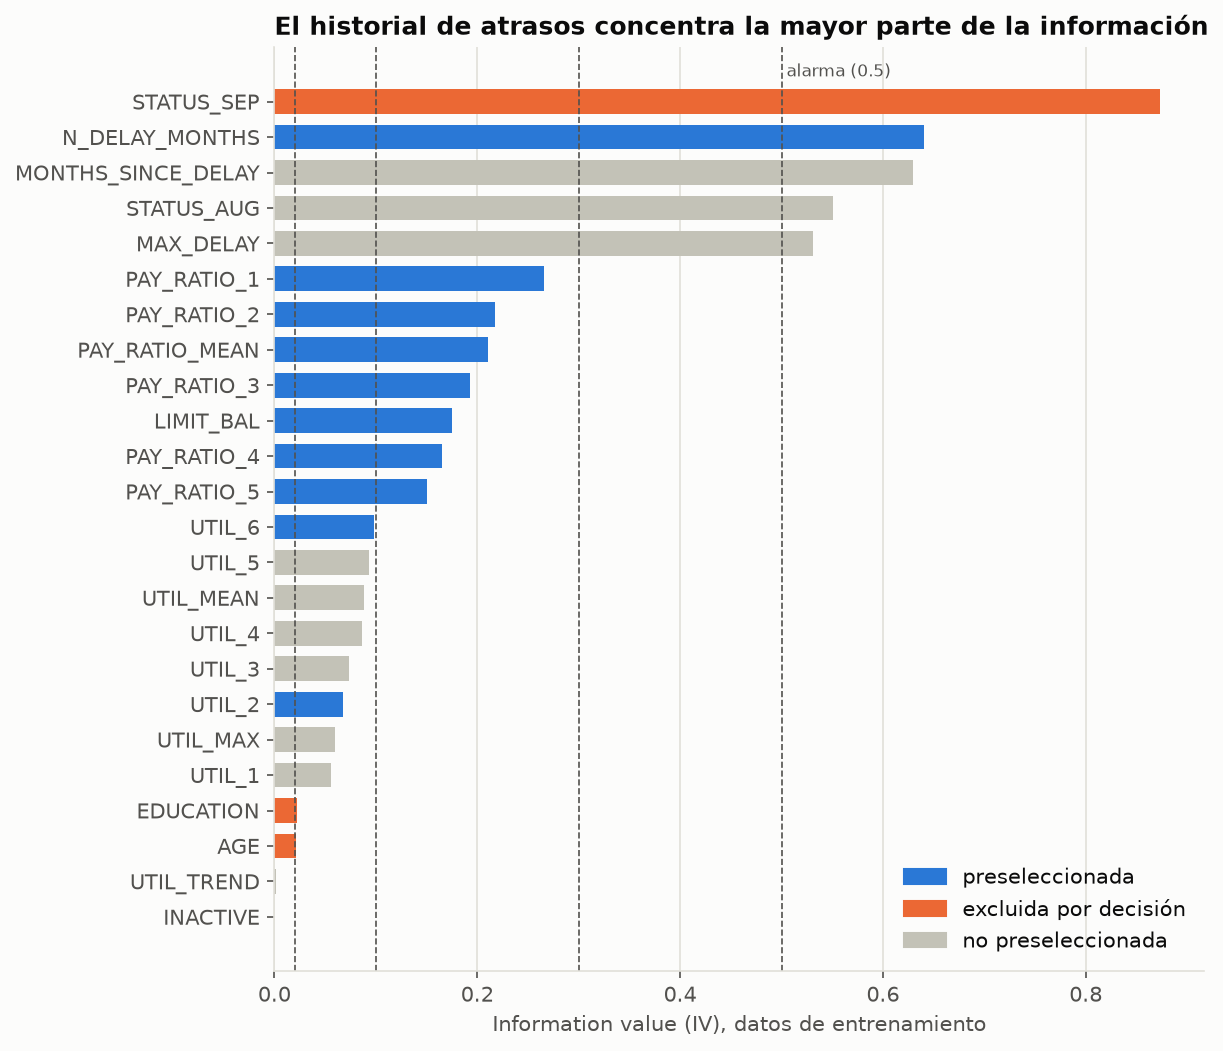 El historial de atrasos concentra la mayor parte de la información
alarma (0.5)
STATUS_SEP
N_DELAY_MONTHS
MONTHS_SINCE_DELAY
STATUS_AUG
MAX_DELAY
PAY_RATIO_1
PAY_RATIO_2
PAY_RATIO_MEAN
PAY_RATIO_3
LIMIT_BAL
PAY_RATIO_4
PAY_RATIO_5
UTIL_6
UTIL_5
UTIL_MEAN
UTIL_4
UTIL_3
UTIL_2
UTIL_MAX
UTIL_1
EDUCATION
AGE
UTIL_TREND
INACTIVE
preseleccionada
excluida por decisión
no preseleccionada
0.0 0.2 0.4 0.6 0.8
Information value (IV), datos de entrenamiento